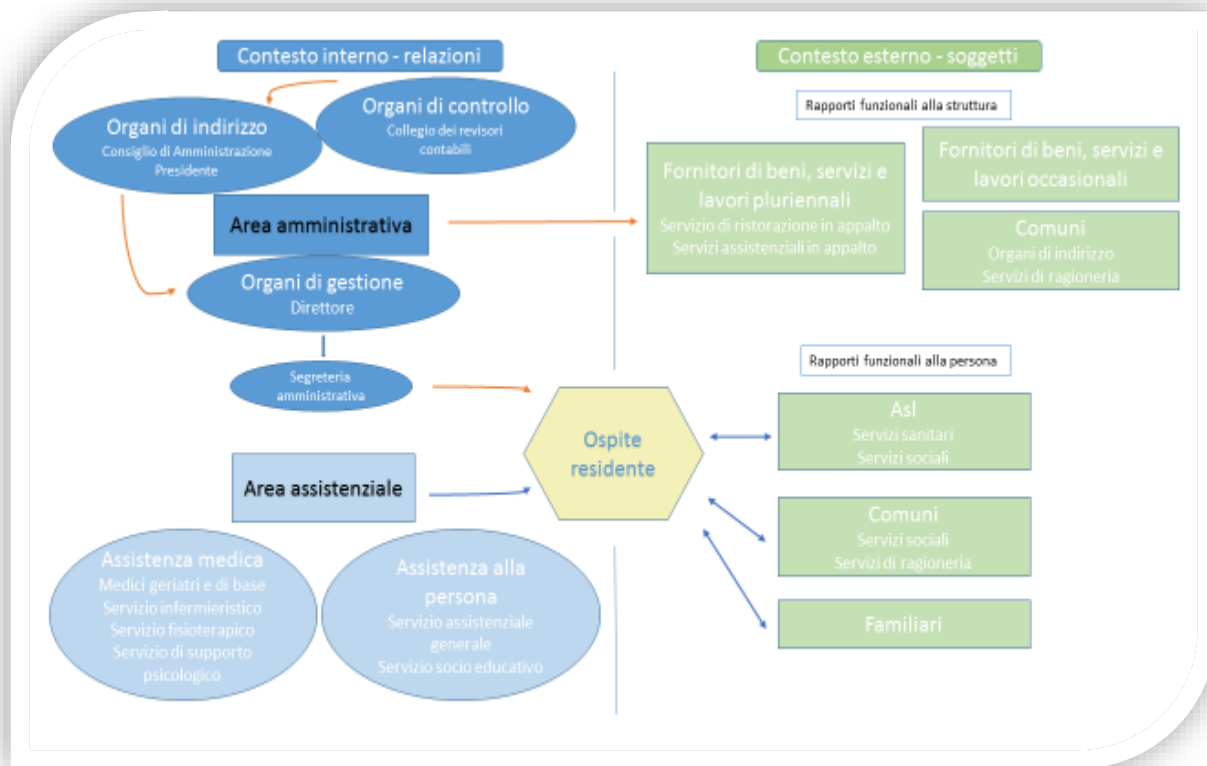 Contesto interno - relazioni
Organi di controllo
Collegio dei revisori
contabili
Organi di indirizzo
Consiglio di Amministrazione
Presidente
Area amministrativa
Organi di gestione
Direttore
Segreteria
amministrativa
Ospite
residente
Area assistenziale
Assistenza medica
Medici geriatri e di base
Servizio infermieristico
Servizio fisioterapico
Servizio di supporto
psicologico
Assistenza alla
persona
Servizio assistenziale
generale
Servizio socio educativo
Contesto esterno - soggetti
Rapporti funzionali alla struttura
Fornitori di beni, servizi e
lavori pluriennali
Servizio di ristorazione in appalto
Servizi assistenziali in appalto
Fornitori di beni, servizi e
lavori occasionali
Comuni
Organi di indirizzo
Servizi di ragioneria
Rapporti funzionali alla persona
Asl
Servizi sanitari
Servizi sociali
Comuni
Servizi sociali
Servizi di ragioneria
Familiari